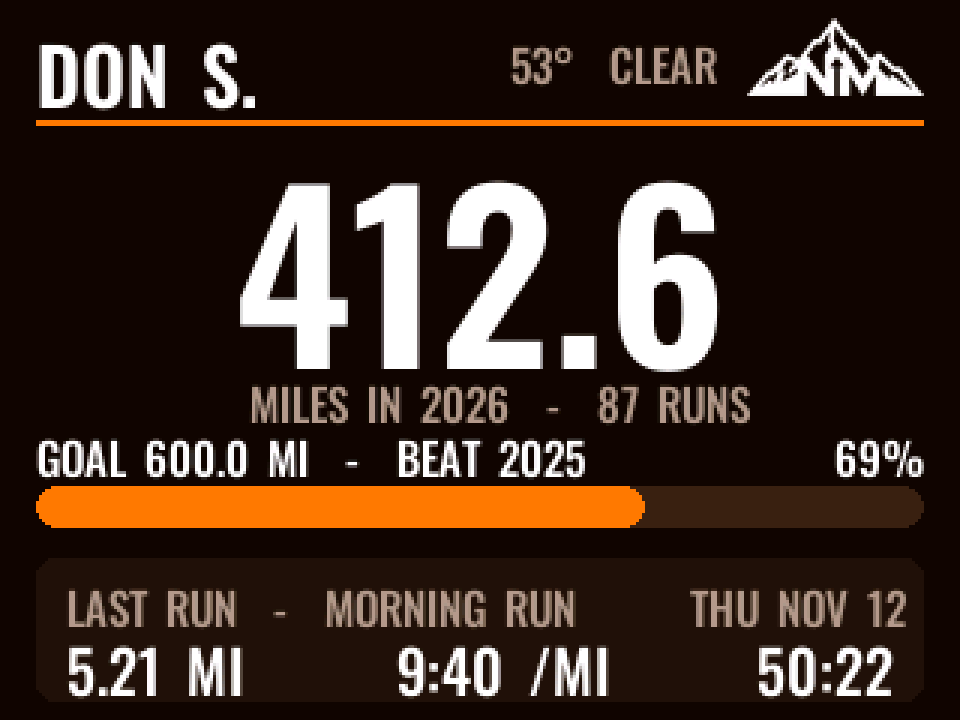 DON S.
53° CLEAR
NM
412.6
MILES IN 2026 - 87 RUNS
GOAL 600.0 MI - BEAT 2025 69%
LAST RUN - MORNING RUN THU NOV 12
5.21 MI 9:40 /MI 50:22